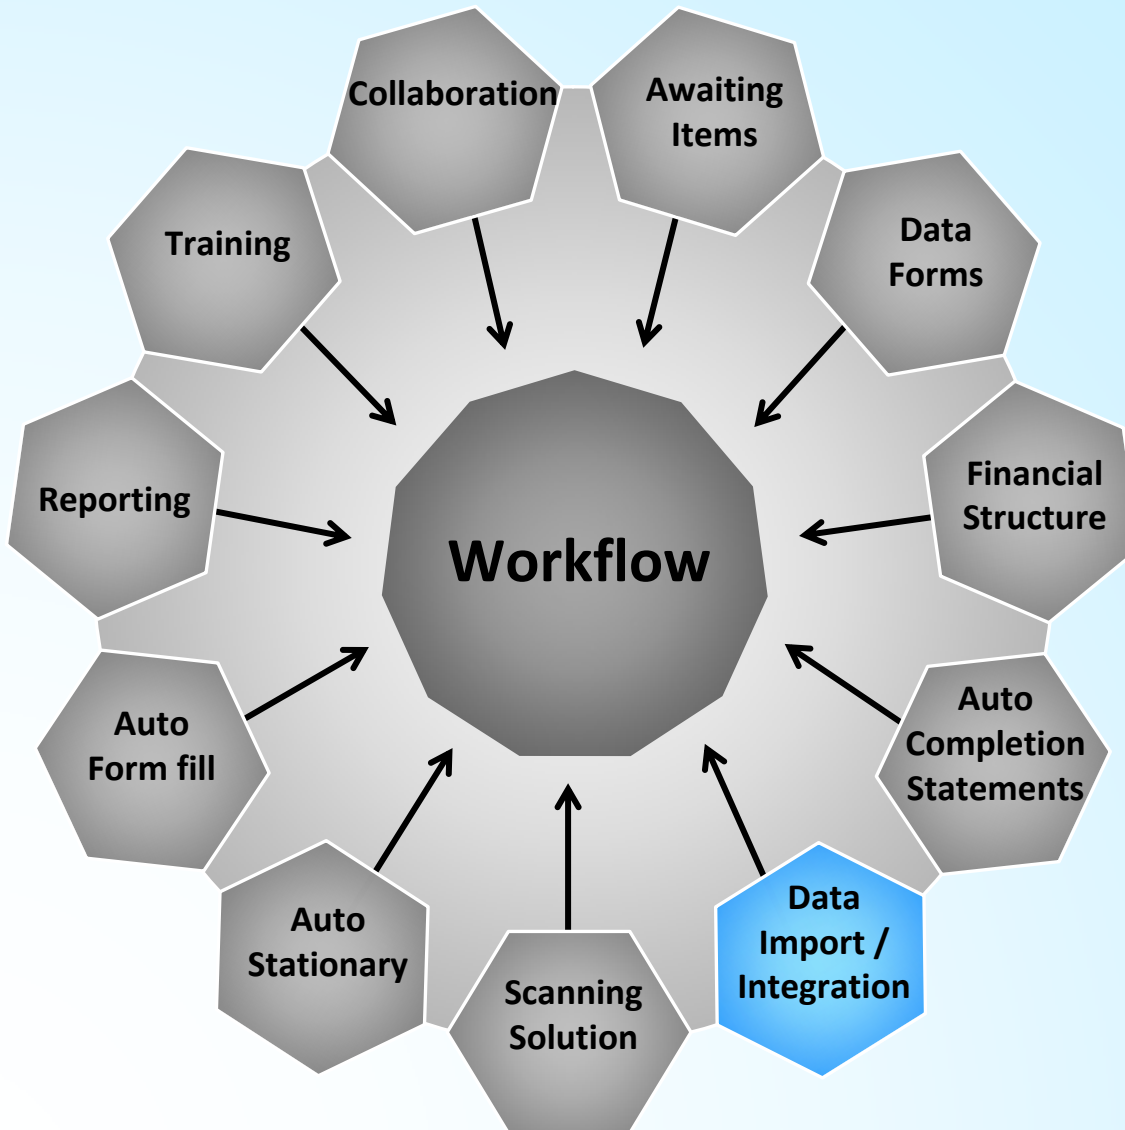 Collaboration
Awaiting
Items
Training
Data
Forms
Reporting
Financial
Structure
Workflow
Auto
Form fill
Auto
Completion
Statements
Auto
Stationary
Data
Import /
Integration
Scanning
Solution